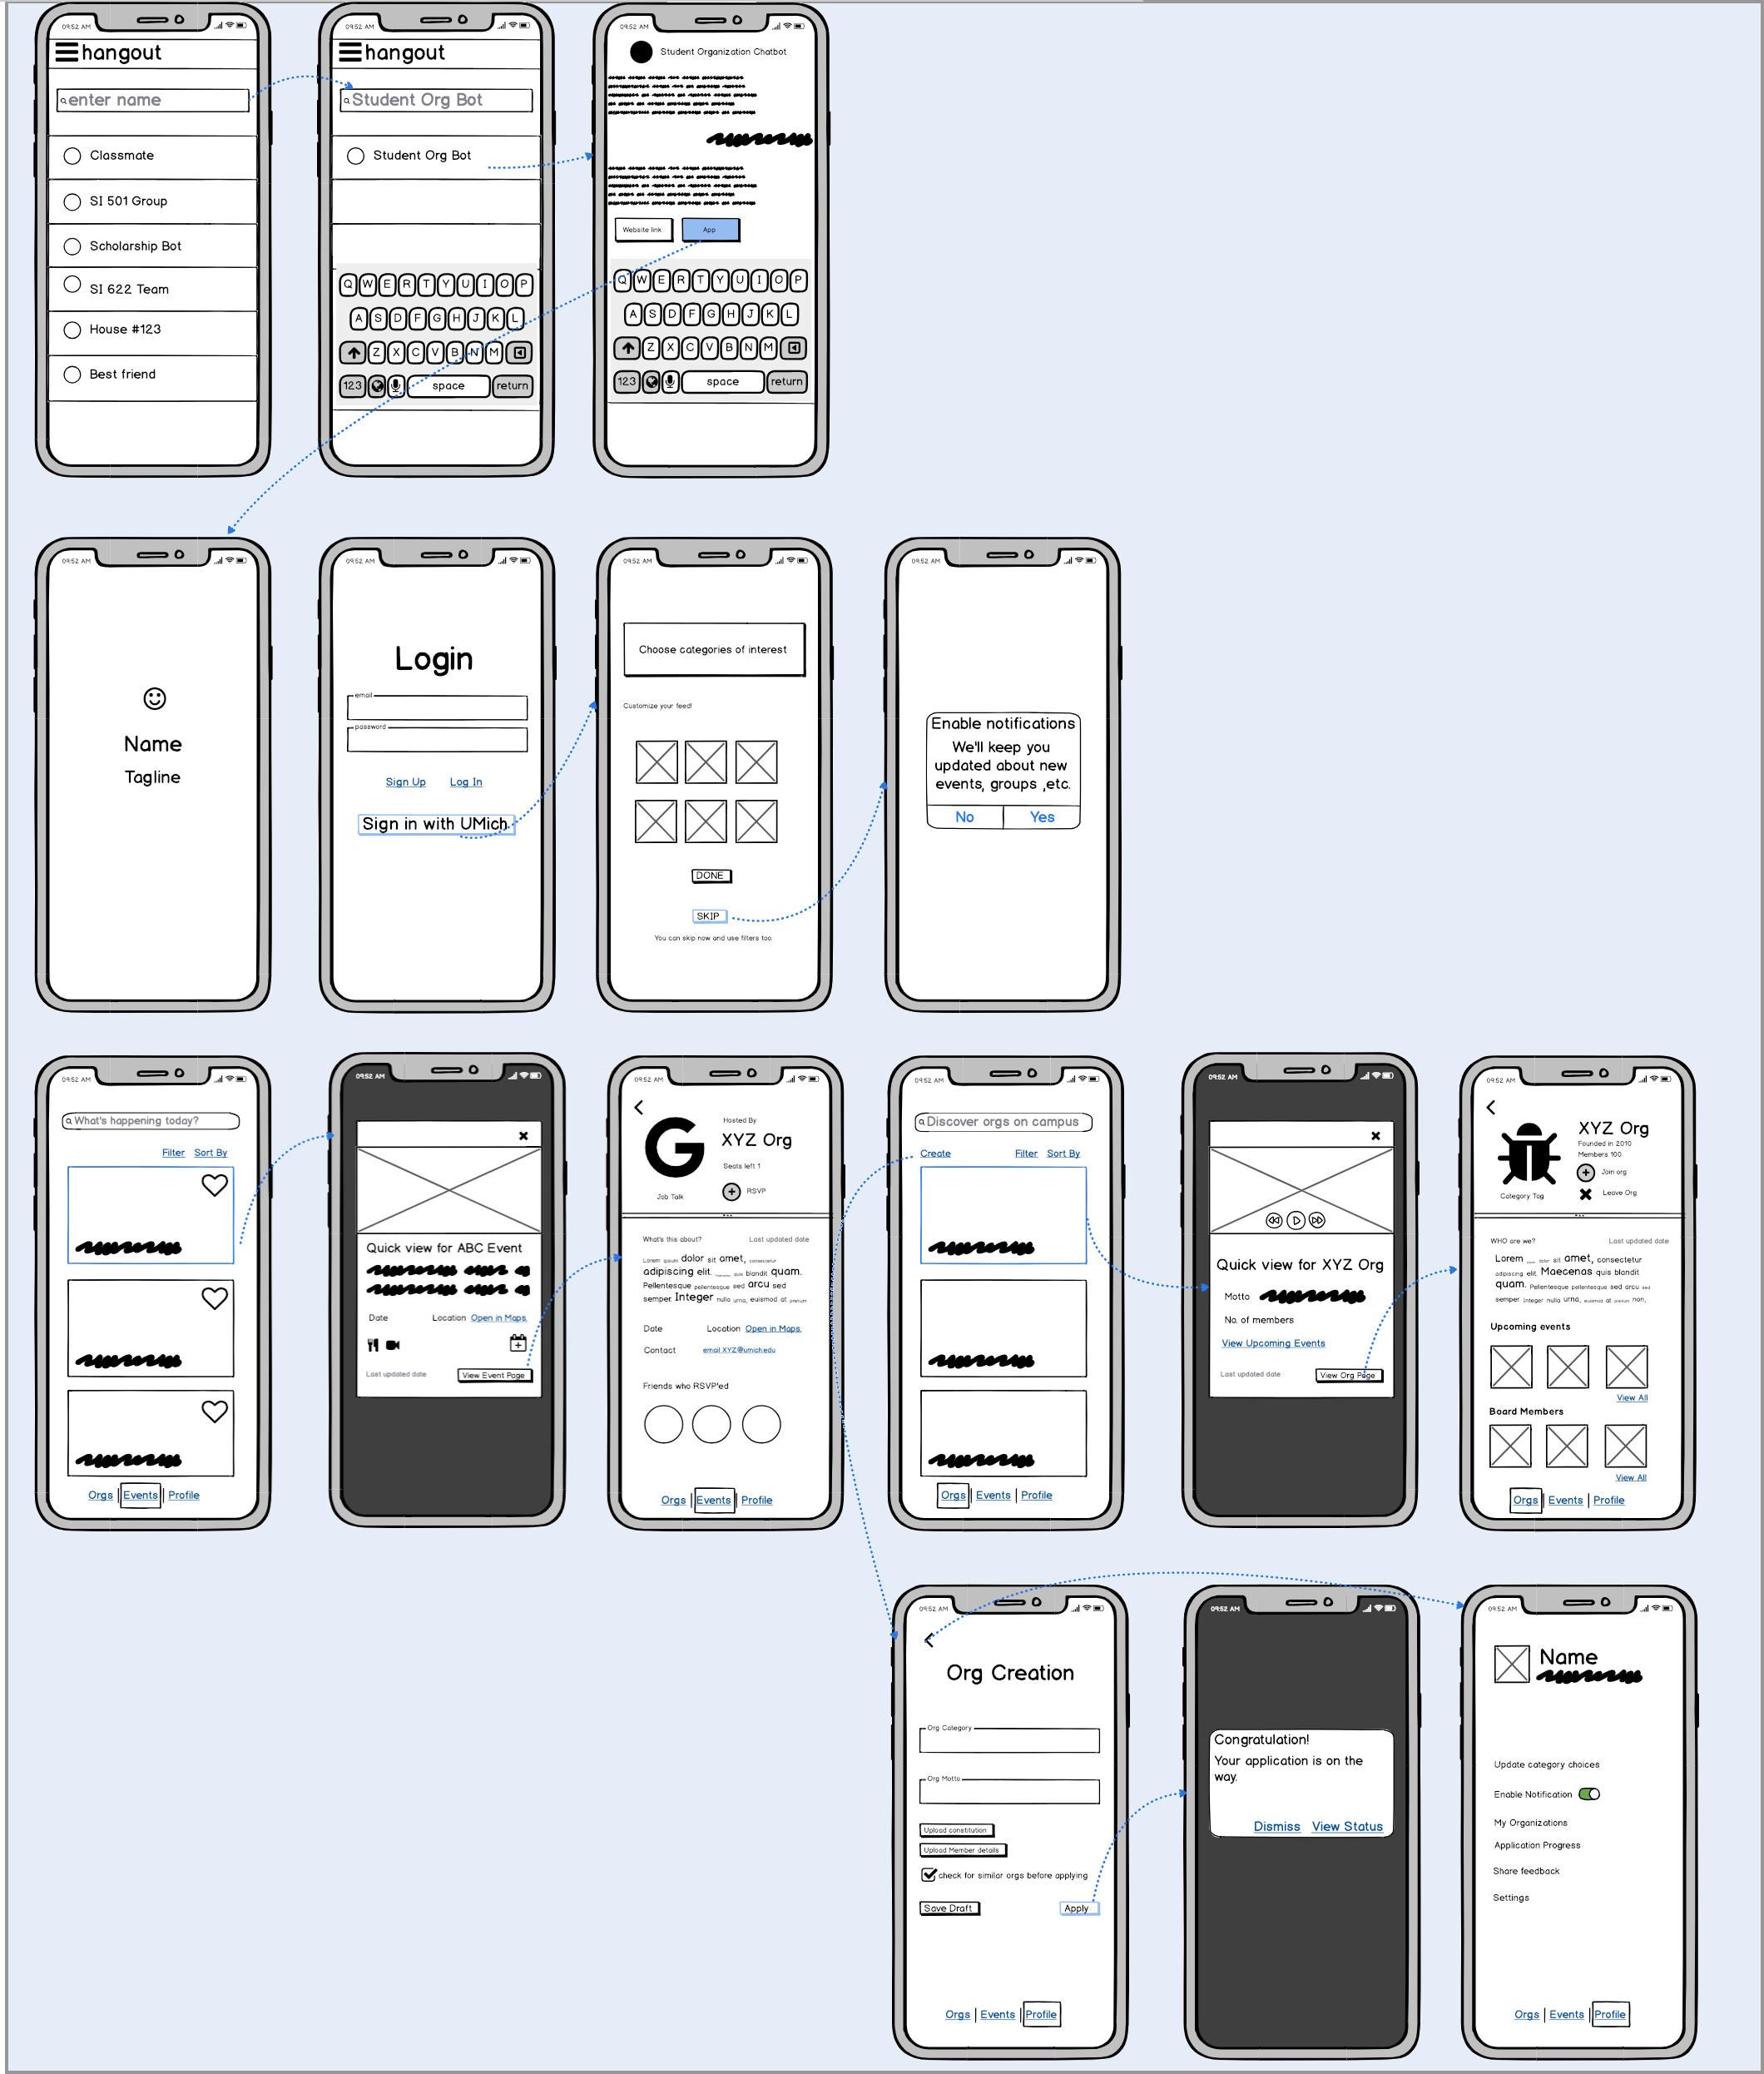 09:52 AM
hangout
enter name
Classmate
SI 501 Group
Scholarship Bot
SI 622 Team
House #123
Best friend
09:52 AM
hangout
Student Org Bot
Student Org Bot
Q W E R T Y U I O P
A S D F G H J K L
Z X C V B N M
123 space return
09:52 AM
Student Organization Chatbot
Website link App
Q W E R T Y U I O P
A S D F G H J K L
Z X C V B N M
123 space return
09:52 AM
Name
Tagline
09:52 AM
Login
email
password
Sign Up Log In
Sign in with UMich
09:52 AM
Choose categories of interest
Customize your feed!
DONE
SKIP
You can skip now and use filters too.
09:52 AM
Enable notifications
We'll keep you
updated about new
events, groups ,etc.
No Yes
09:52 AM
What's happening today?
Filter Sort By
Orgs | Events | Profile
09:52 AM
Quick view for ABC Event
Date Location Open in Maps.
Last updated date View Event Page
09:52 AM
Hosted By
XYZ Org
Seats left 1
RSVP
Job Talk
What's this about? Last updated date
Lorem ipsum dolor sit amet, consectetur
adipiscing elit. quis blandit quam.
Pellentesque pellentesque sed arcu sed
semper. Integer nulla urna, euismod at pretium
Date Location Open in Maps.
Contact email XYZ@umich.edu
Friends who RSVP'ed
Orgs | Events | Profile
09:52 AM
Discover orgs on campus
Create Filter Sort By
Orgs | Events | Profile
09:52 AM
Quick view for XYZ Org
Motto
No. of members
View Upcoming Events
Last updated date View Org Page
09:52 AM
XYZ Org
Founded in 2010
Members 100
Join org
Leave Org
Category Tag
WHO are we? Last updated date
Lorem dolor sit amet, consectetur
adipiscing elit. Maecenas quis blandit
quam. Pellentesque pellentesque sed arcu sed
semper. Integer nulla urna, euismod at pretium non,
Upcoming events
View All
Board Members
View All
Orgs | Events | Profile
09:52 AM
Org Creation
Org Category
Org Motto
Upload constitution
Upload Member details
check for similar orgs before applying
Save Draft Apply
Orgs | Events | Profile
09:52 AM
Congratulation!
Your application is on the
way.
Dismiss View Status
09:52 AM
Name
Update category choices
Enable Notification
My Organizations
Application Progress
Share feedback
Settings
Orgs | Events | Profile